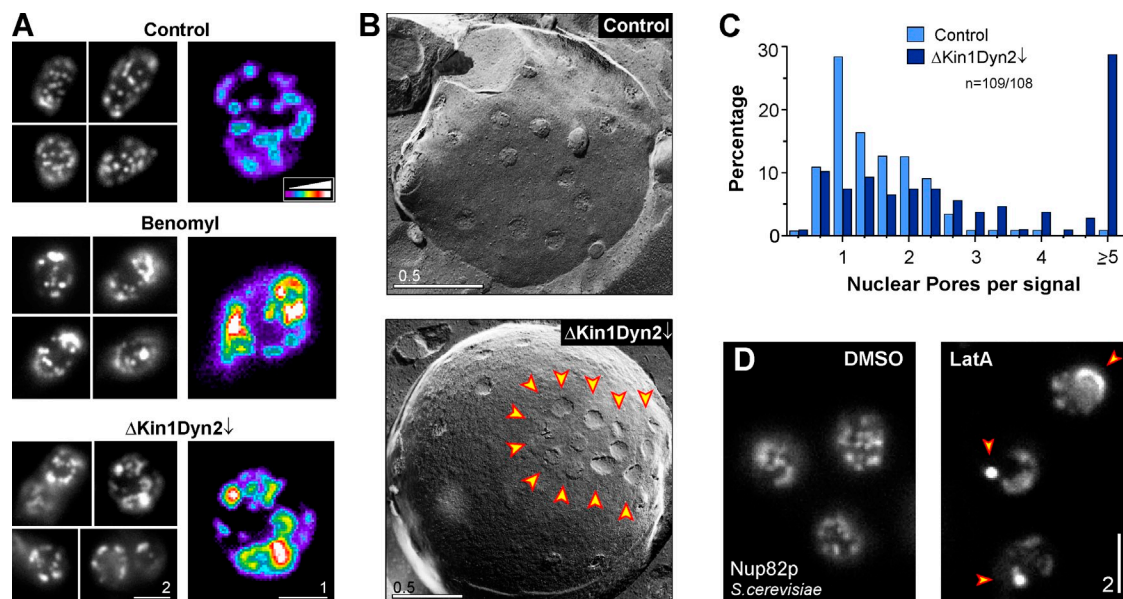 A
Control
Benomyl
ΔKin1Dyn2↓
2
1
B
Control
0.5
ΔKin1Dyn2↓
0.5
C
Control
ΔKin1Dyn2↓
n=109/108
30
20
10
0
Percentage
1 2 3 4 ≥5
Nuclear Pores per signal
D
DMSO
Nup82p
S.cerevisiae
LatA
2